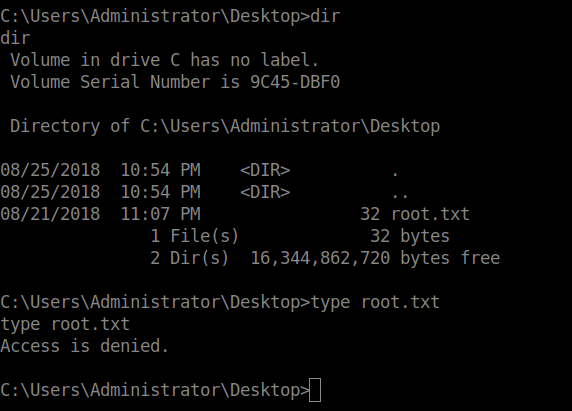 C:\Users\Administrator\Desktop>dir
dir
 Volume in drive C has no label.
 Volume Serial Number is 9C45-DBF0

 Directory of C:\Users\Administrator\Desktop

08/25/2018  10:54 PM    <DIR>          .
08/25/2018  10:54 PM    <DIR>          ..
08/21/2018  11:07 PM                32 root.txt
               1 File(s)             32 bytes
               2 Dir(s)  16,344,862,720 bytes free

C:\Users\Administrator\Desktop>type root.txt
type root.txt
Access is denied.

C:\Users\Administrator\Desktop>